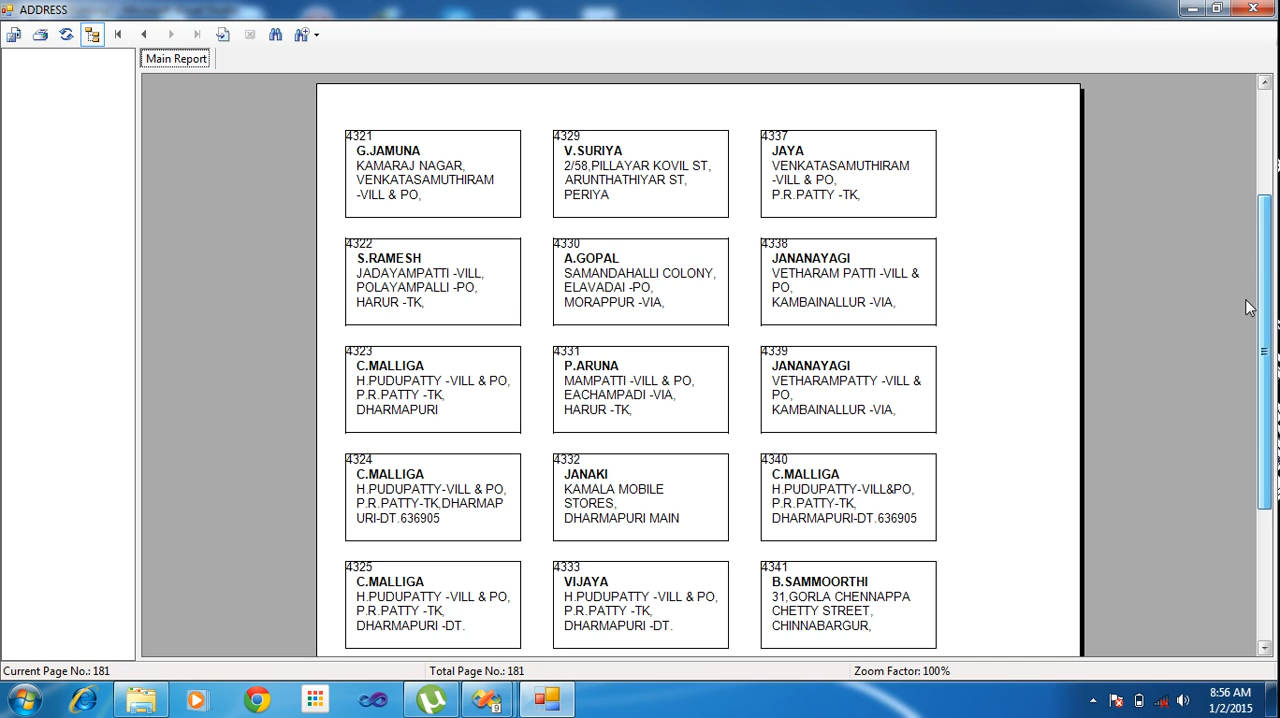 ADDRESS
Main Report
4321
G.JAMUNA
KAMARAJ NAGAR,
VENKATASAMUTHIRAM
-VILL & PO,
4329
V.SURIYA
2/58,PILLAYAR KOVIL ST,
ARUNTHATHIYAR ST,
PERIYA
4337
JAYA
VENKATASAMUTHIRAM
-VILL & PO,
P.R.PATTY -TK,
4322
S.RAMESH
JADAYAMPATTI -VILL,
POLAYAMPALLI -PO,
HARUR -TK,
4330
A.GOPAL
SAMANDAHALLI COLONY,
ELAVADAI -PO,
MORAPPUR -VIA,
4338
JANANAYAGI
VETHARAM PATTI -VILL &
PO,
KAMBAINALLUR -VIA,
4323
C.MALLIGA
H.PUDUPATTY -VILL & PO,
P.R.PATTY -TK,
DHARMAPURI
4331
P.ARUNA
MAMPATTI -VILL & PO,
EACHAMPADI -VIA,
HARUR -TK,
4339
JANANAYAGI
VETHARAMPATTY -VILL &
PO,
KAMBAINALLUR -VIA,
4324
C.MALLIGA
H.PUDUPATTY-VILL & PO,
P.R.PATTY-TK,DHARMAP
URI-DT.636905
4332
JANAKI
KAMALA MOBILE
STORES,
DHARMAPURI MAIN
4340
C.MALLIGA
H.PUDUPATTY-VILL&PO,
P.R.PATTY-TK,
DHARMAPURI-DT.636905
4325
C.MALLIGA
H.PUDUPATTY -VILL & PO,
P.R.PATTY -TK,
DHARMAPURI -DT.
4333
VIJAYA
H.PUDUPATTY -VILL & PO,
P.R.PATTY -TK,
DHARMAPURI -DT.
4341
B.SAMMOORTHI
31,GORLA CHENNAPPA
CHETTY STREET,
CHINNABARGUR,
Current Page No.: 181
Total Page No.: 181
Zoom Factor: 100%
9
8:56 AM
1/2/2015